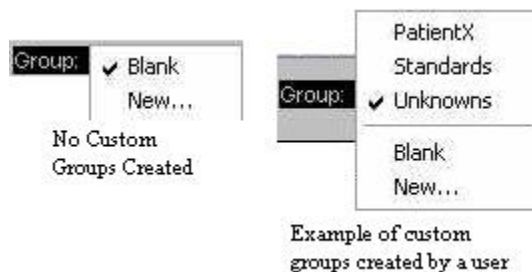 Group:
✔ Blank
New...
No Custom
Groups Created
PatientX
Standards
Group:
✔ Unknowns
Blank
New...
Example of custom
groups created by a user